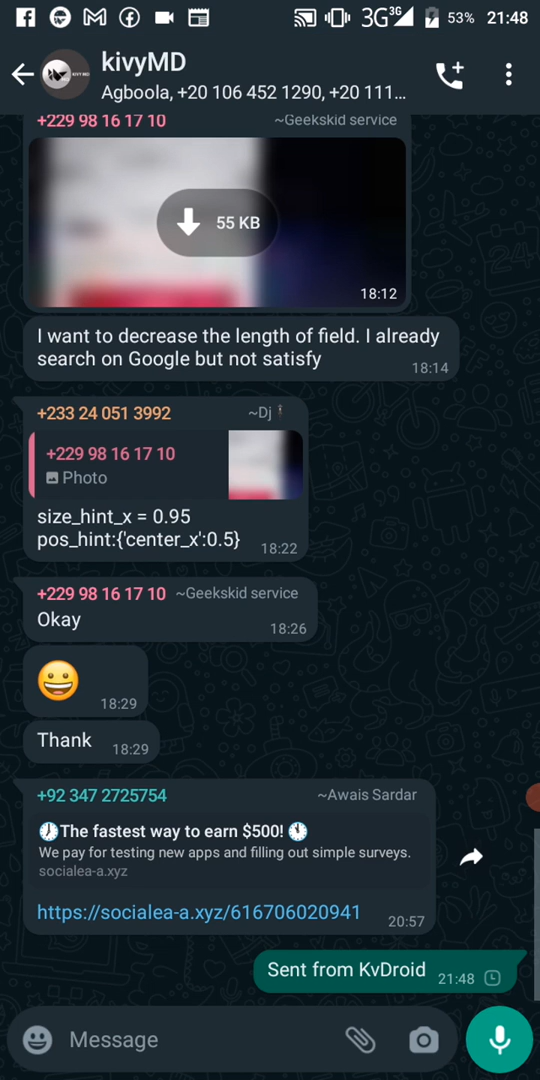 3G 3G 53% 21:48
kivyMD
Agboola, +20 106 452 1290, +20 111...
+229 98 16 17 10 ~Geekskid service
55 KB
18:12
I want to decrease the length of field. I already
search on Google but not satisfy
18:14
+233 24 051 3992 ~Dj
+229 98 16 17 10
Photo
size_hint_x = 0.95
pos_hint:{'center_x':0.5}
18:22
+229 98 16 17 10 ~Geekskid service
Okay
18:26
18:29
Thank 18:29
+92 347 2725754 ~Awais Sardar
🕖The fastest way to earn $500! 🕚
We pay for testing new apps and filling out simple surveys.
socialea-a.xyz
https://socialea-a.xyz/616706020941
20:57
Sent from KvDroid 21:48
Message